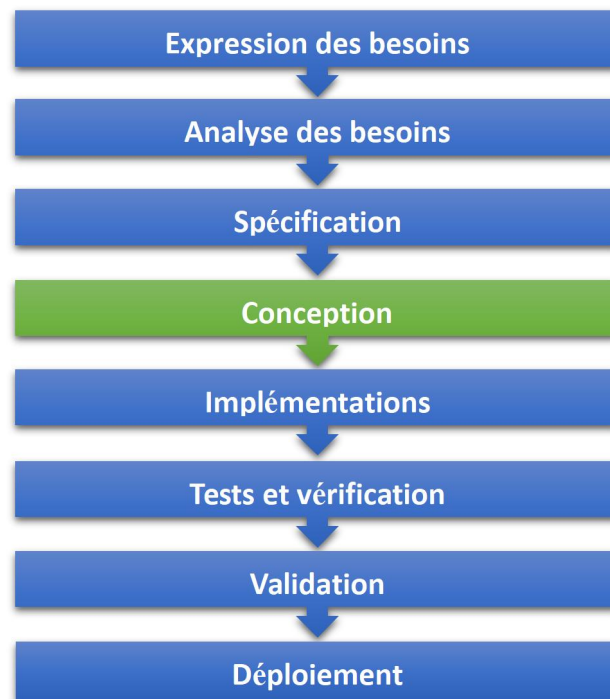 Expression des besoins
Analyse des besoins
Spécification
Conception
Implémentations
Tests et vérification
Validation
Déploiement